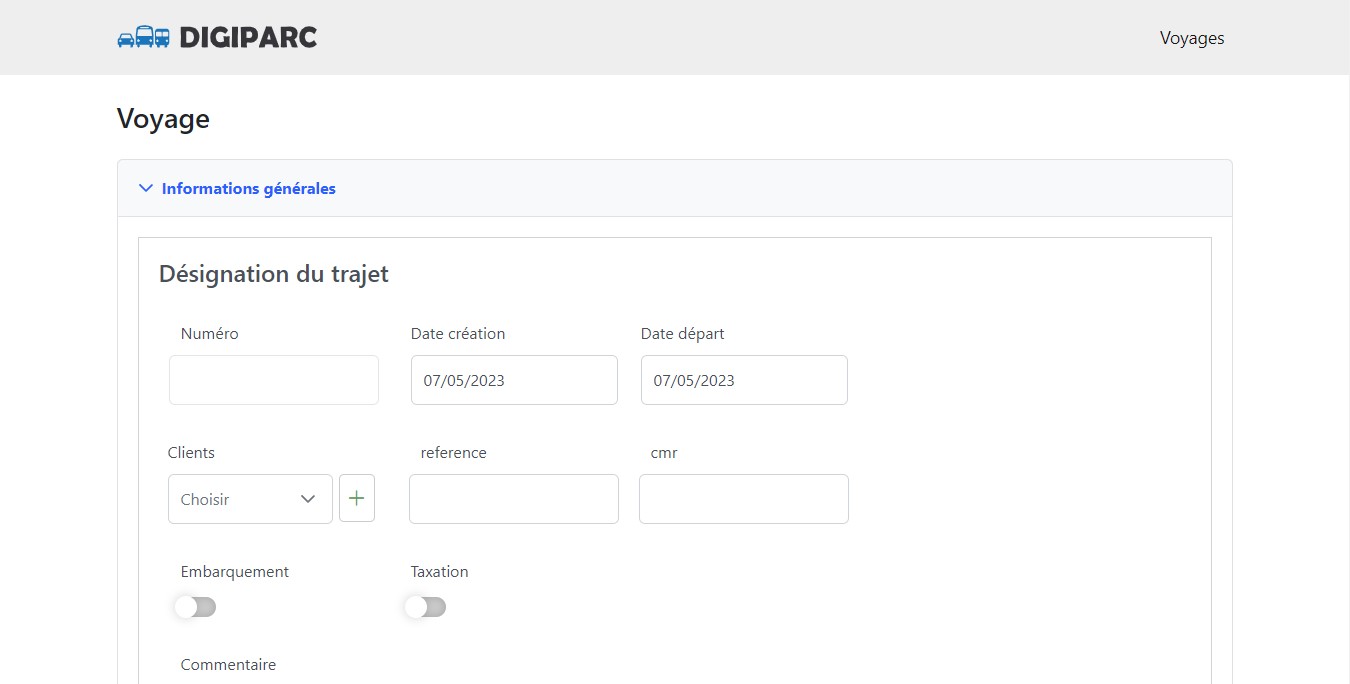 DIGIPARC
Voyages
Voyage
Informations générales
Désignation du trajet
Numéro Date création Date départ
07/05/2023 07/05/2023
Clients reference cmr
Choisir
Embarquement Taxation
Commentaire